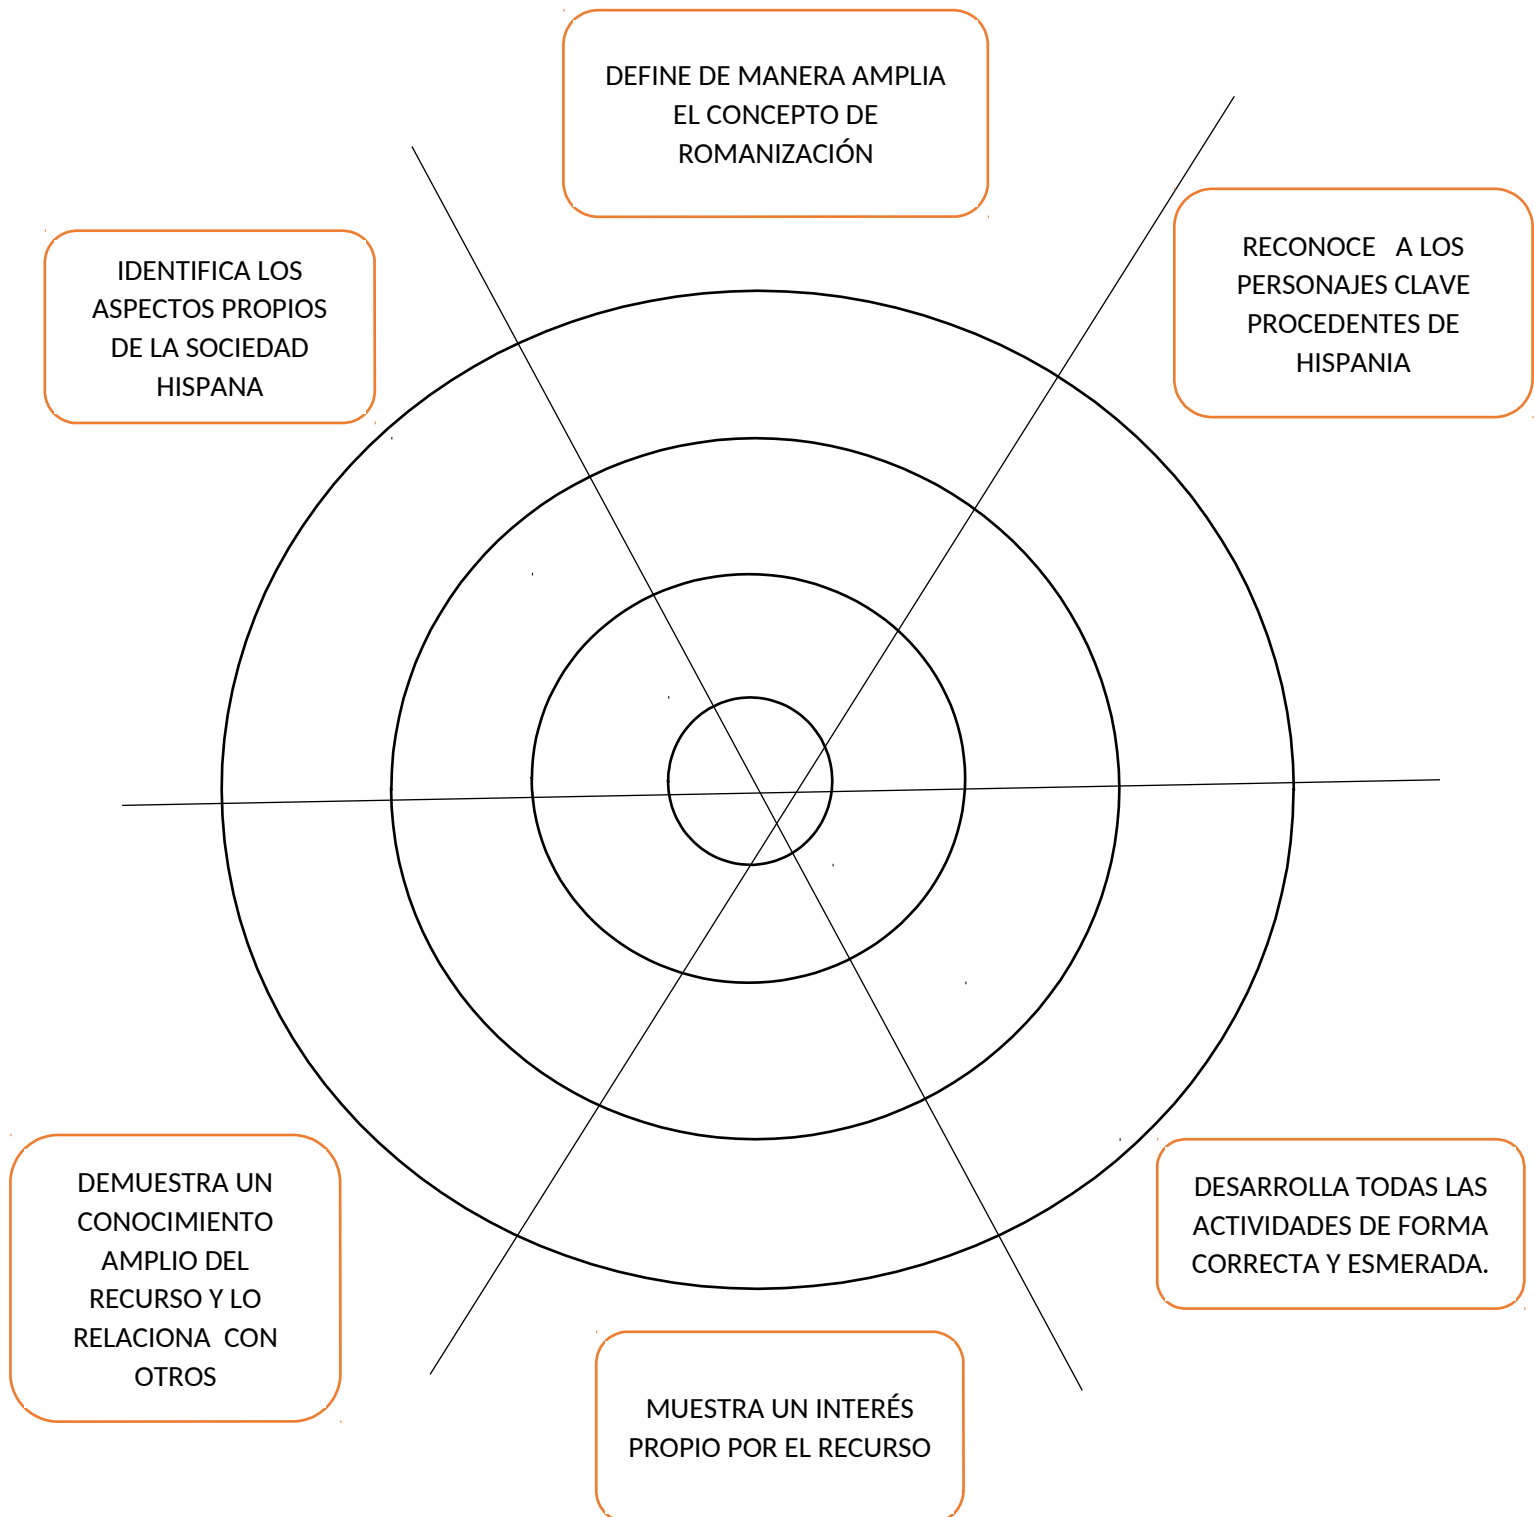 DEFINE DE MANERA AMPLIA
EL CONCEPTO DE
ROMANIZACIÓN
IDENTIFICA LOS
ASPECTOS PROPIOS
DE LA SOCIEDAD
HISPANA
RECONOCE A LOS
PERSONAJES CLAVE
PROCEDENTES DE
HISPANIA
DEMUESTRA UN
CONOCIMIENTO
AMPLIO DEL
RECURSO Y LO
RELACIONA CON
OTROS
DESARROLLA TODAS LAS
ACTIVIDADES DE FORMA
CORRECTA Y ESMERADA.
MUESTRA UN INTERÉS
PROPIO POR EL RECURSO